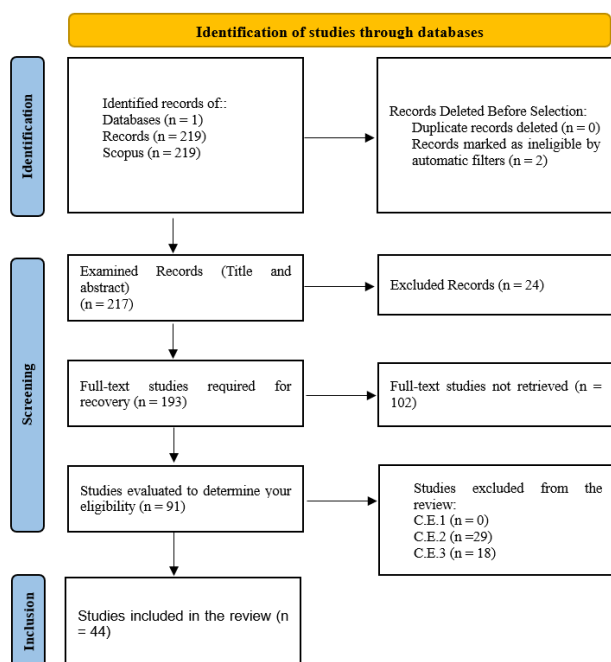 Identification of studies through databases
Identification
Identified records of::
Databases (n = 1)
Records (n = 219)
Scopus (n = 219)
Records Deleted Before Selection:
Duplicate records deleted (n = 0)
Records marked as ineligible by
automatic filters (n = 2)
Screening
Examined Records (Title and
abstract)
(n = 217)
Excluded Records (n = 24)
Full-text studies required for
recovery (n = 193)
Full-text studies not retrieved (n =
102)
Studies evaluated to determine your
eligibility (n = 91)
Studies excluded from the
review:
C.E.1 (n = 0)
C.E.2 (n =29)
C.E.3 (n = 18)
Inclusion
Studies included in the review (n
= 44)